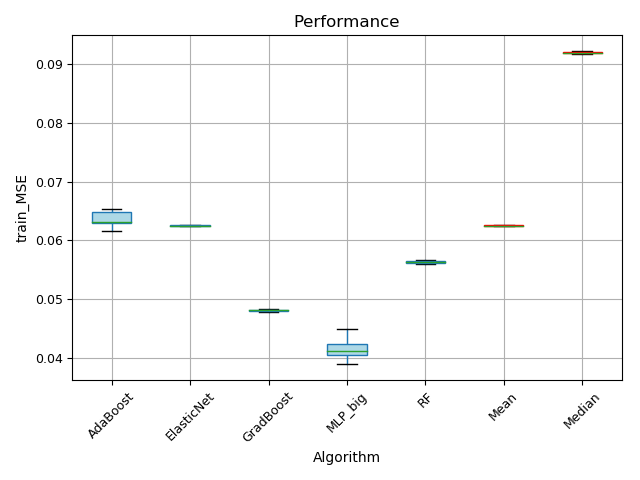 Performance
train_MSE
0.09
0.08
0.07
0.06
0.05
0.04
AdaBoost
ElasticNet
GradBoost
MLP_big
RF
Mean
Median
Algorithm